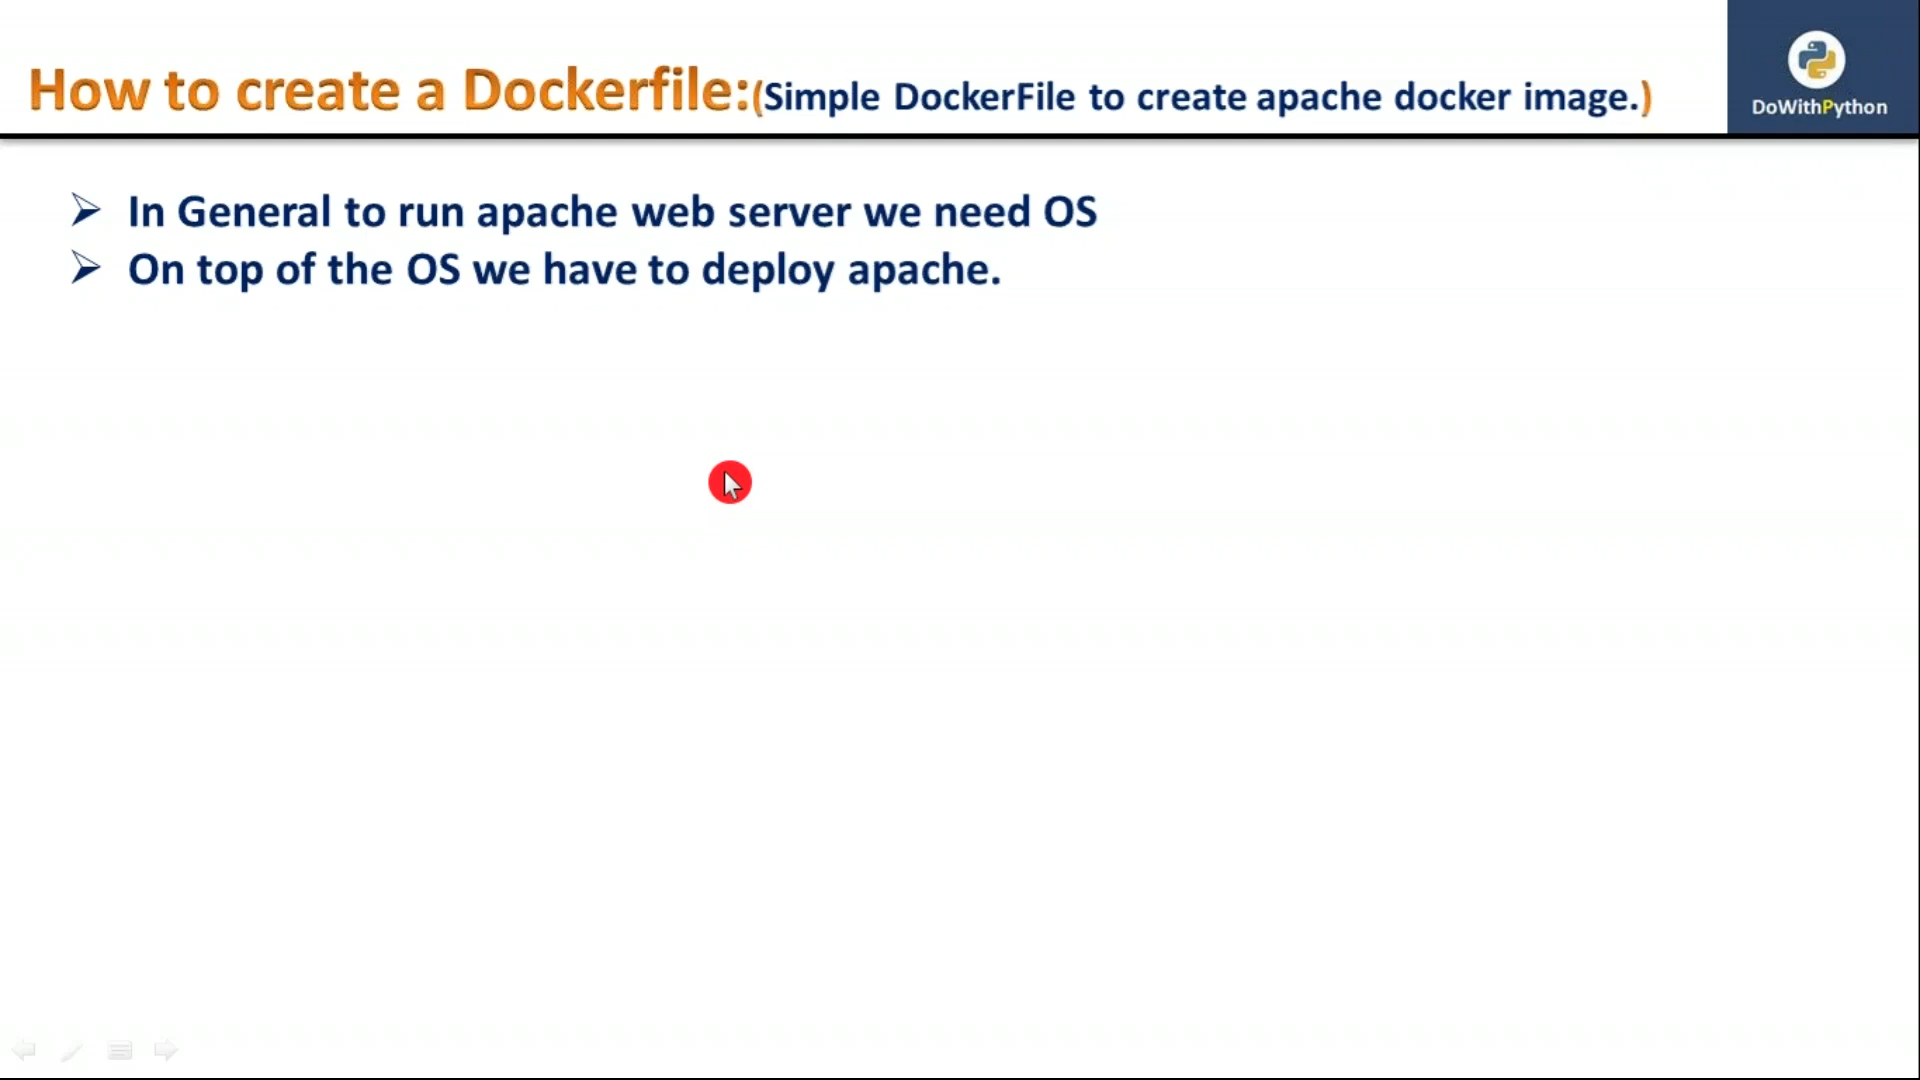 How to create a Dockerfile:(Simple DockerFile to create apache docker image.)
DoWithPython
In General to run apache web server we need OS
On top of the OS we have to deploy apache.